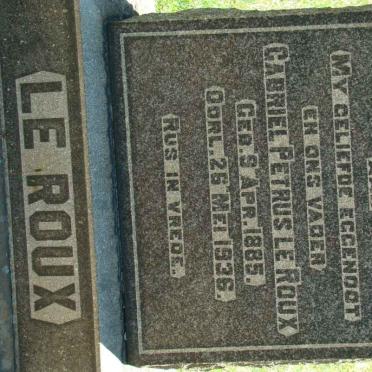 MY GELIEFDE EGGENOOT
EN ONS VADER
GABRIEL PETRUS LE ROUX
GEB. 9 APR. 1885.
OORL. 26 MEI 1936.
RUS IN VREDE.
LE ROUX